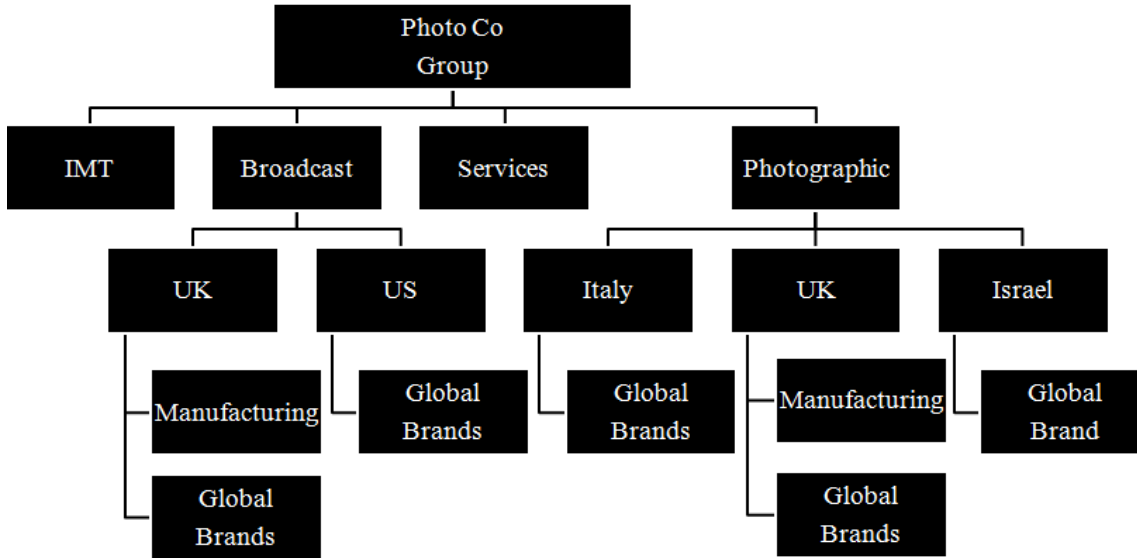 Photo Co
Group
IMT
Broadcast
Services
Photographic
UK
US
Italy
UK
Israel
Manufacturing
Global
Brands
Global
Brands
Global
Brands
Manufacturing
Global
Brands
Global
Brand